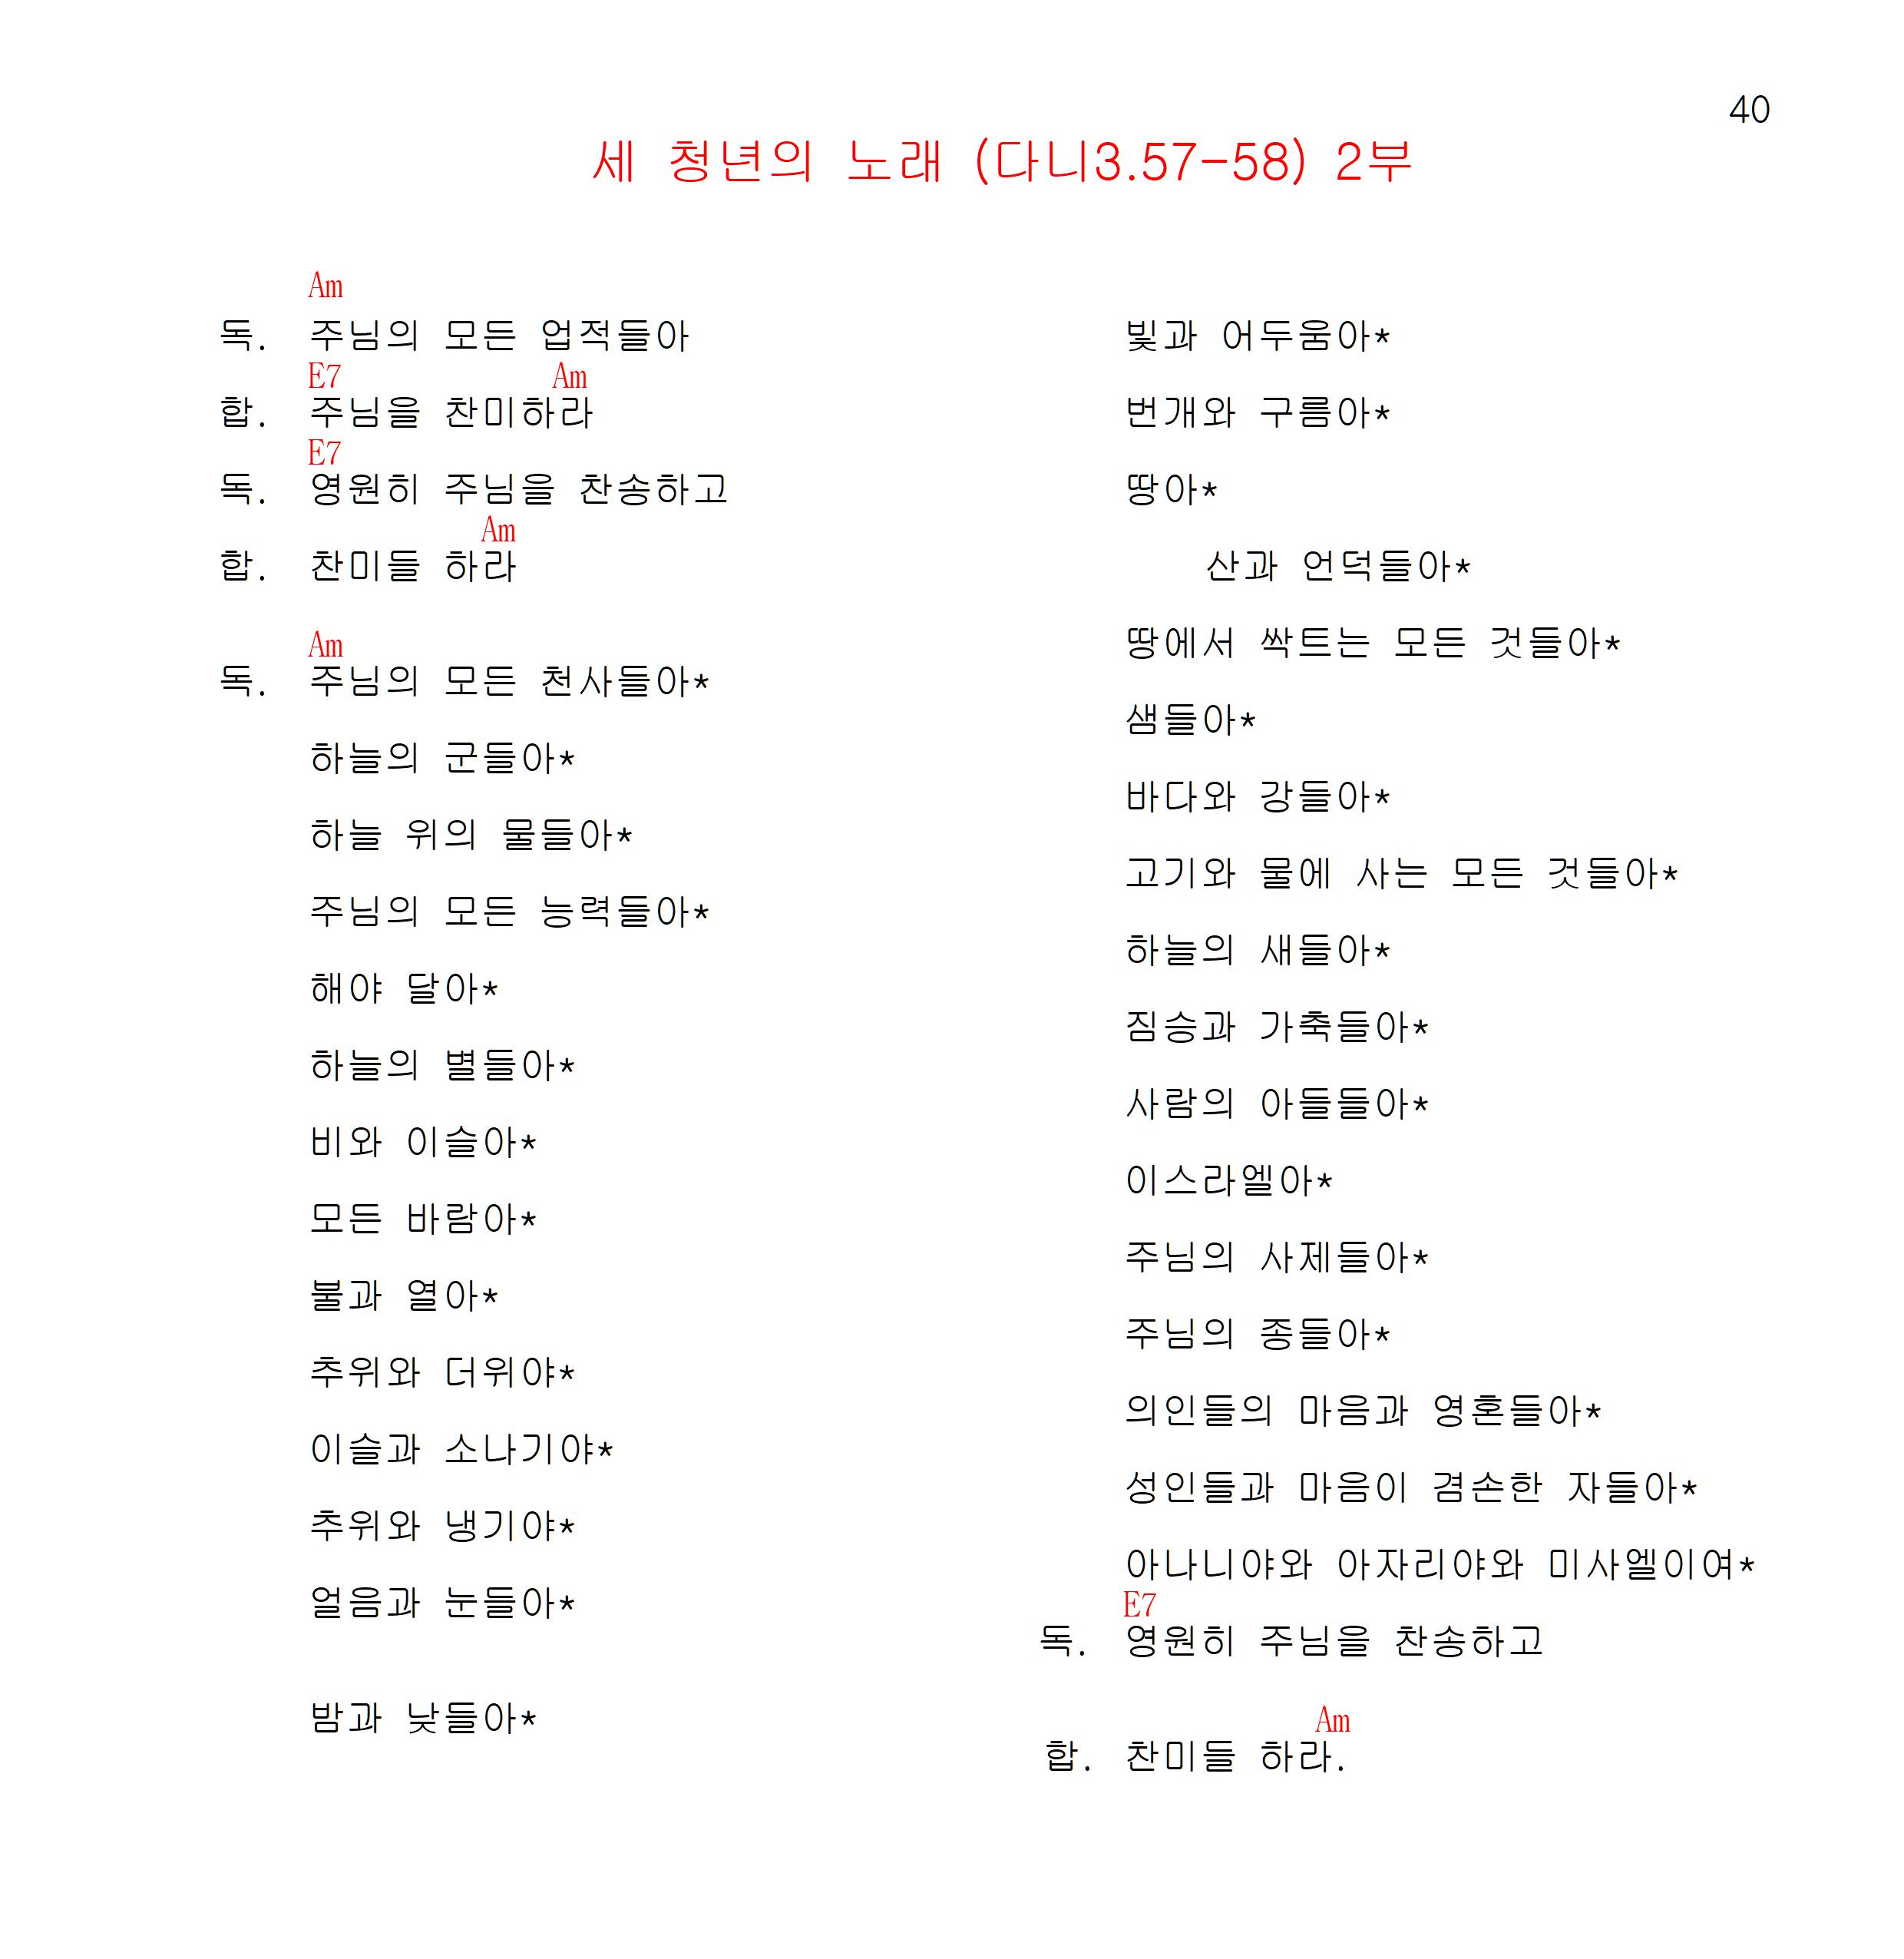 40
세 청년의 노래 (다니3.57-58) 2부
Am
독. 주님의 모든 업적들아
E7 Am
합. 주님을 찬미하라
E7
독. 영원히 주님을 찬송하고
Am
합. 찬미들 하라
Am
독. 주님의 모든 천사들아*
하늘의 군들아*
하늘 위의 물들아*
주님의 모든 능력들아*
해야 달아*
하늘의 별들아*
비와 이슬아*
모든 바람아*
불과 열아*
추위와 더위야*
이슬과 소나기야*
추위와 냉기야*
얼음과 눈들아*
밤과 낮들아*
빛과 어두움아*
번개와 구름아*
땅아*
산과 언덕들아*
땅에서 싹트는 모든 것들아*
샘들아*
바다와 강들아*
고기와 물에 사는 모든 것들아*
하늘의 새들아*
짐승과 가축들아*
사람의 아들들아*
이스라엘아*
주님의 사제들아*
주님의 종들아*
의인들의 마음과 영혼들아*
성인들과 마음이 겸손한 자들아*
아나니야와 아자리야와 미사엘이여*
E7
독. 영원히 주님을 찬송하고
Am
합. 찬미들 하라.